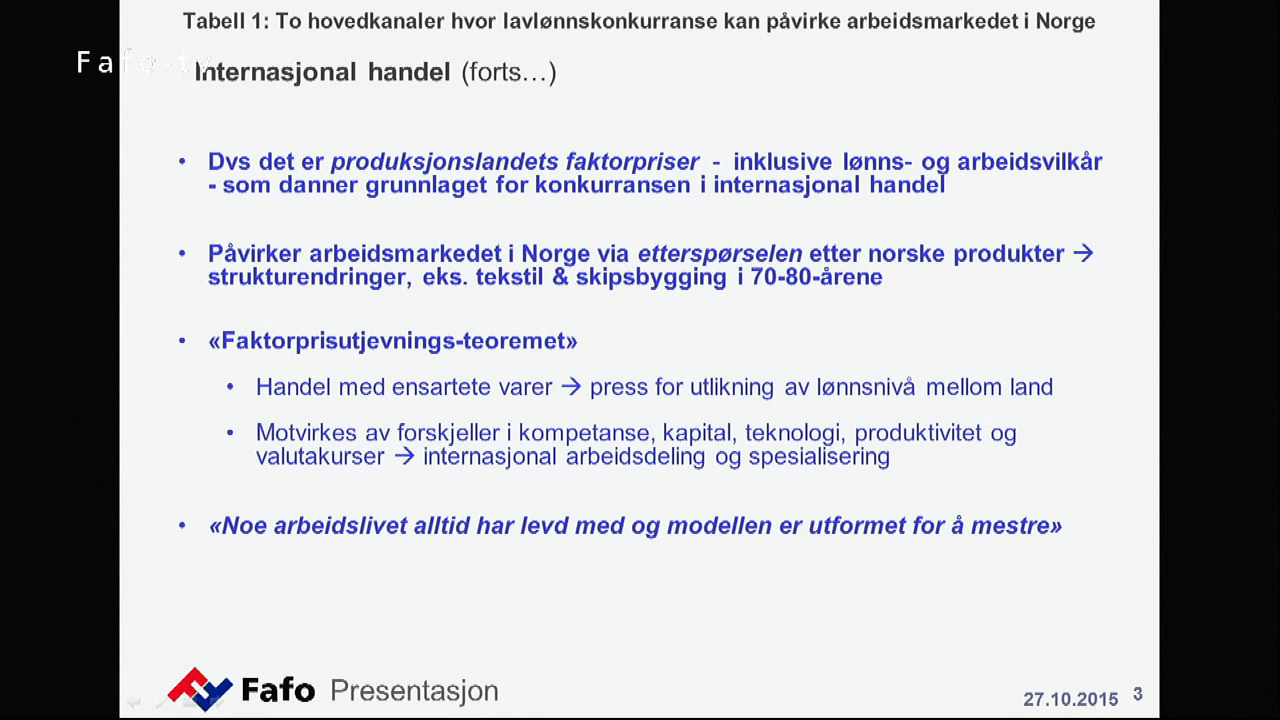 Tabell 1: To hovedkanaler hvor lavlønnskonkurranse kan påvirke arbeidsmarkedet i Norge
Fafo-tv
Internasjonal handel (forts…)
• Dvs det er produksjonslandets faktorpriser - inklusive lønns- og arbeidsvilkår
- som danner grunnlaget for konkurransen i internasjonal handel
• Påvirker arbeidsmarkedet i Norge via etterspørselen etter norske produkter →
strukturendringer, eks. tekstil & skipsbygging i 70-80-årene
• «Faktorprisutjevnings-teoremet»
• Handel med ensartete varer → press for utlikning av lønnsnivå mellom land
• Motvirkes av forskjeller i kompetanse, kapital, teknologi, produktivitet og
valutakurser → internasjonal arbeidsdeling og spesialisering
• «Noe arbeidslivet alltid har levd med og modellen er utformet for å mestre»
Fafo Presentasjon
27.10.2015 3